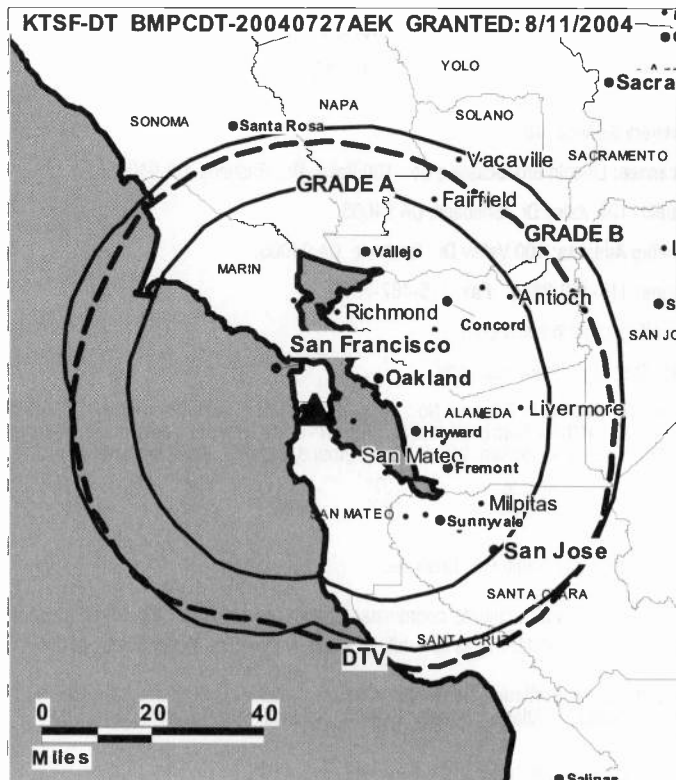 KTSF-DT BMPCDT-20040727AEK GRANTED: 8/11/2004
YOLO
Sacra
NAPA
SONOMA
SOLANO
Santa Rosa
Vacaville
SACRAMENTO
GRADE A
Fairfield
GRADE B
Vallejo
MARIN
Antioch
Richmond
Concord
SAN JO
San Francisco
Oakland
ALAMEDA
Livermore
Hayward
San Mateo
Fremont
Milpitas
SAN MATEO
Sunnyvale
San Jose
SANTA CLARA
SANTA CRUZ
DTV
0 20 40
Miles
Salinas